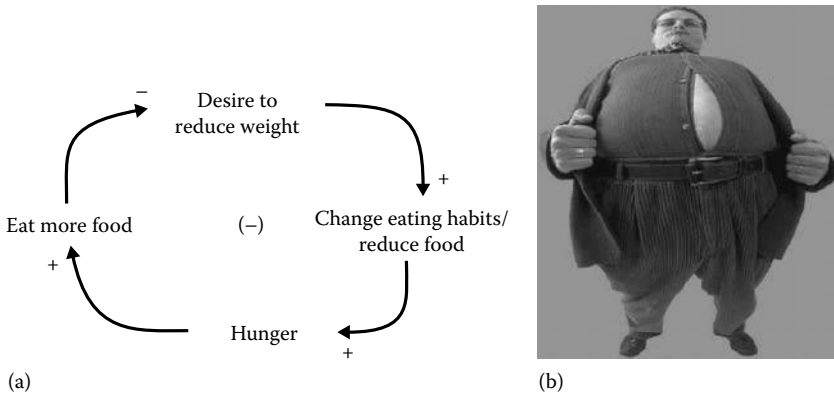 –
Desire to
reduce weight
+
Eat more food
(–)
Change eating habits/
reduce food
+
Hunger
+
(a)
(b)